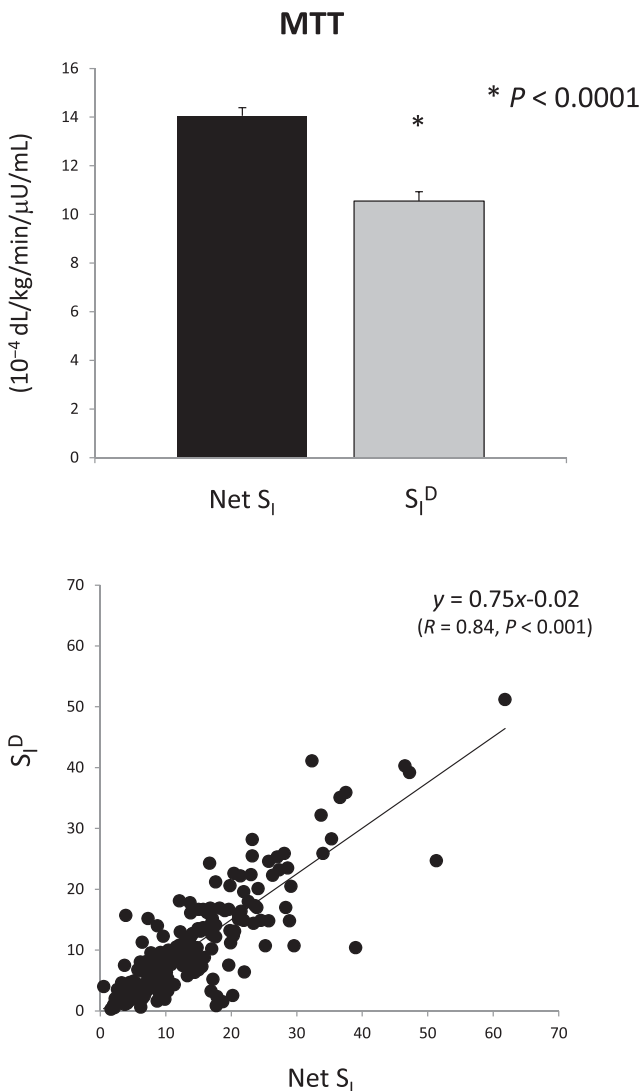 MTT
16
14
12
10
8
6
4
2
0
(10⁻⁴ dL/kg/min/μU/mL)
* P < 0.0001
*
Net S_I
S_I^D
70
60
50
40
30
20
10
0
S_I^D
y = 0.75x-0.02
(R = 0.84, P < 0.001)
0 10 20 30 40 50 60 70
Net S_I